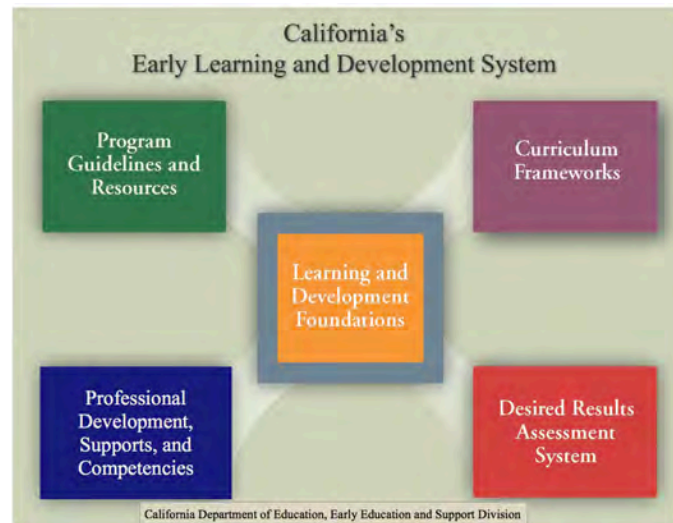 California’s
Early Learning and Development System
Program
Guidelines and
Resources
Curriculum
Frameworks
Learning and
Development
Foundations
Professional
Development,
Supports, and
Competencies
Desired Results
Assessment
System
California Department of Education, Early Education and Support Division